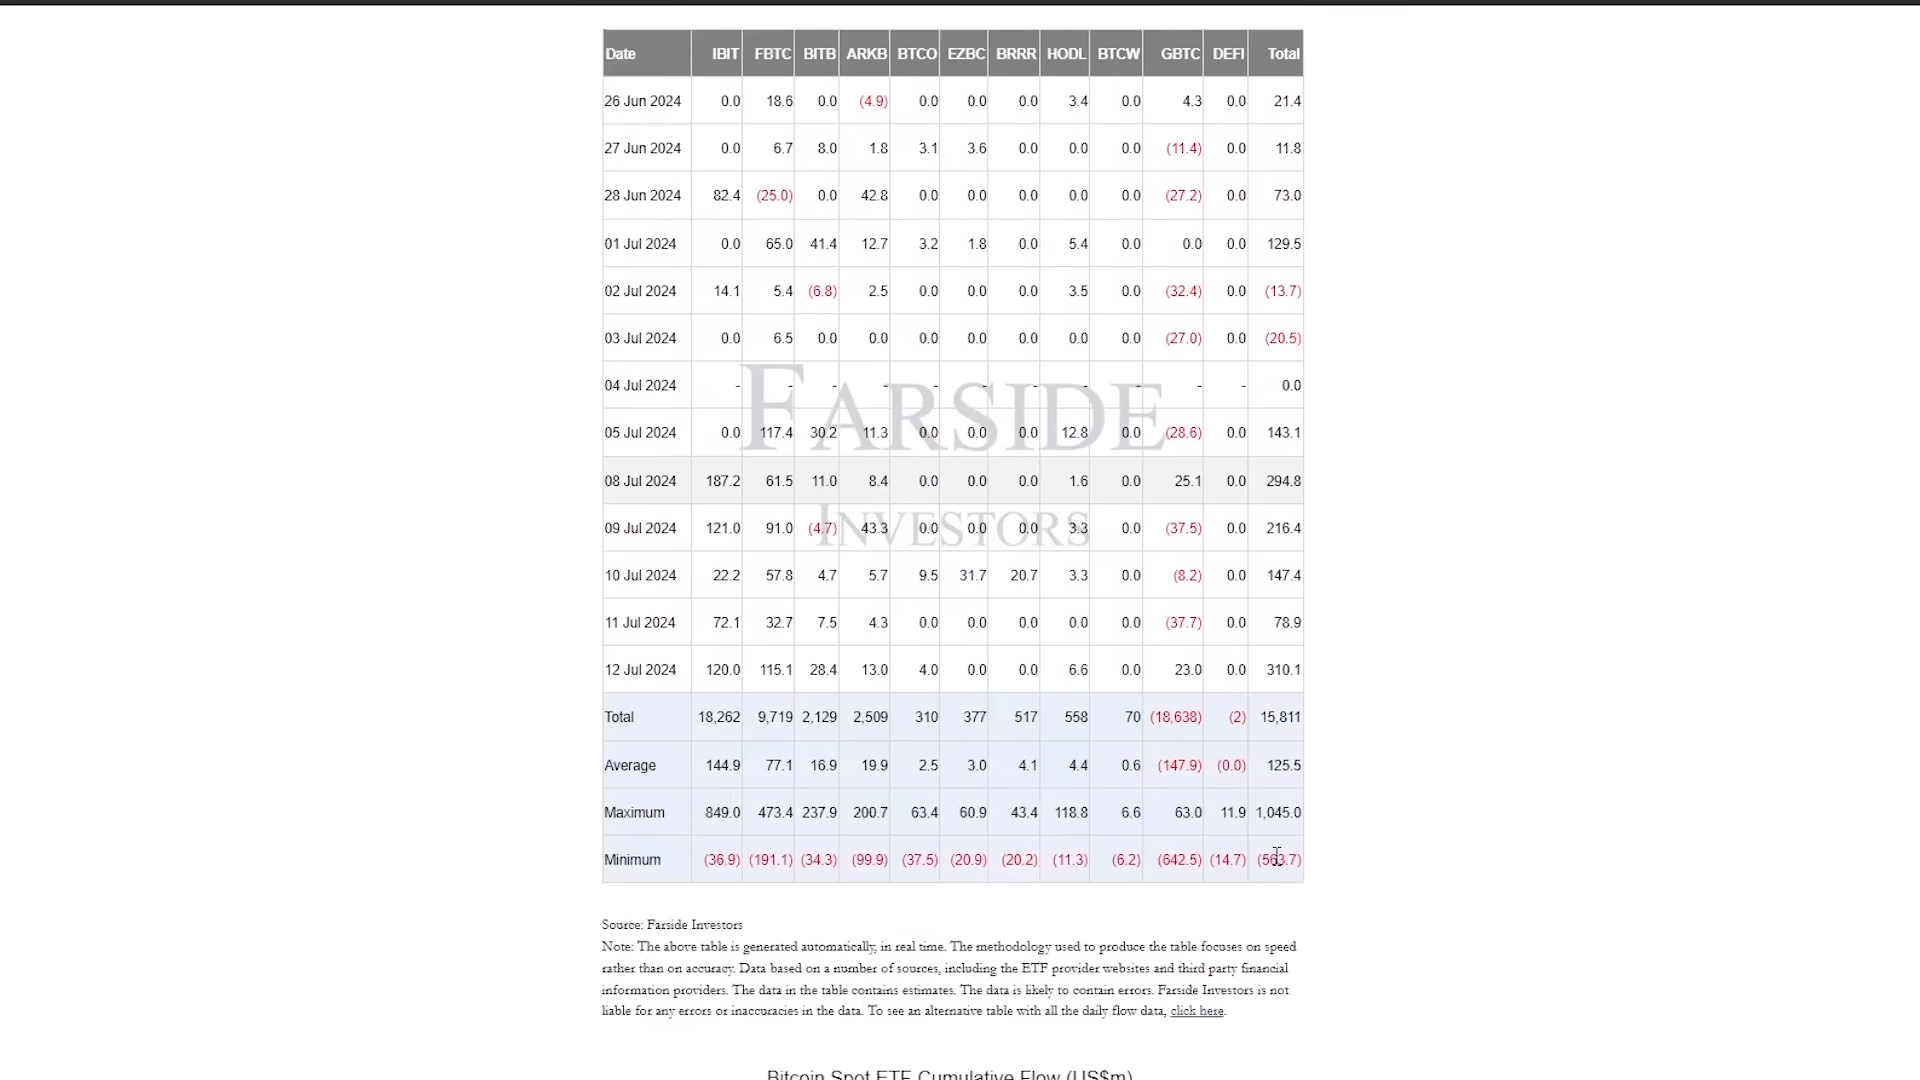 Date IBIT FBTC BITB ARKB BTCO EZBC BRRR HODL BTCW GBTC DEFI Total
26 Jun 2024 0.0 18.6 0.0 (4.9) 0.0 0.0 0.0 3.4 0.0 4.3 0.0 21.4
27 Jun 2024 0.0 6.7 8.0 1.8 3.1 3.6 0.0 0.0 0.0 (11.4) 0.0 11.8
28 Jun 2024 82.4 (25.0) 0.0 42.8 0.0 0.0 0.0 0.0 0.0 (27.2) 0.0 73.0
01 Jul 2024 0.0 65.0 41.4 12.7 3.2 1.8 0.0 5.4 0.0 0.0 0.0 129.5
02 Jul 2024 14.1 5.4 (6.8) 2.5 0.0 0.0 0.0 3.5 0.0 (32.4) 0.0 (13.7)
03 Jul 2024 0.0 6.5 0.0 0.0 0.0 0.0 0.0 0.0 0.0 (27.0) 0.0 (20.5)
04 Jul 2024 - - - - - - - - - - - 0.0
FARSIDE
05 Jul 2024 0.0 117.4 30.2 11.3 0.0 0.0 0.0 12.8 0.0 (28.6) 0.0 143.1
08 Jul 2024 187.2 61.5 11.0 8.4 0.0 0.0 0.0 1.6 0.0 25.1 0.0 294.8
INVESTORS
09 Jul 2024 121.0 91.0 (4.7) 43.3 0.0 0.0 0.0 3.3 0.0 (37.5) 0.0 216.4
10 Jul 2024 22.2 57.8 4.7 5.7 9.5 31.7 20.7 3.3 0.0 (8.2) 0.0 147.4
11 Jul 2024 72.1 32.7 7.5 4.3 0.0 0.0 0.0 0.0 0.0 (37.7) 0.0 78.9
12 Jul 2024 120.0 115.1 28.4 13.0 4.0 0.0 0.0 6.6 0.0 23.0 0.0 310.1
Total 18,262 9,719 2,129 2,509 310 377 517 558 70 (18,638) (2) 15,811
Average 144.9 77.1 16.9 19.9 2.5 3.0 4.1 4.4 0.6 (147.9) (0.0) 125.5
Maximum 849.0 473.4 237.9 200.7 63.4 60.9 43.4 118.8 6.6 63.0 11.9 1,045.0
Minimum (36.9) (191.1) (34.3) (99.9) (37.5) (20.9) (20.2) (11.3) (6.2) (642.5) (14.7) (563.7)
Source: Farside Investors
Note: The above table is generated automatically, in real time. The methodology used to produce the table focuses on speed
rather than on accuracy. Data based on a number of sources, including the ETF provider websites and third party financial
information providers. The data in the table contains estimates. The data is likely to contain errors. Farside Investors is not
liable for any errors or inaccuracies in the data. To see an alternative table with all the daily flow data, click here.
Bitcoin Spot ETF Cumulative Flow (US$m)